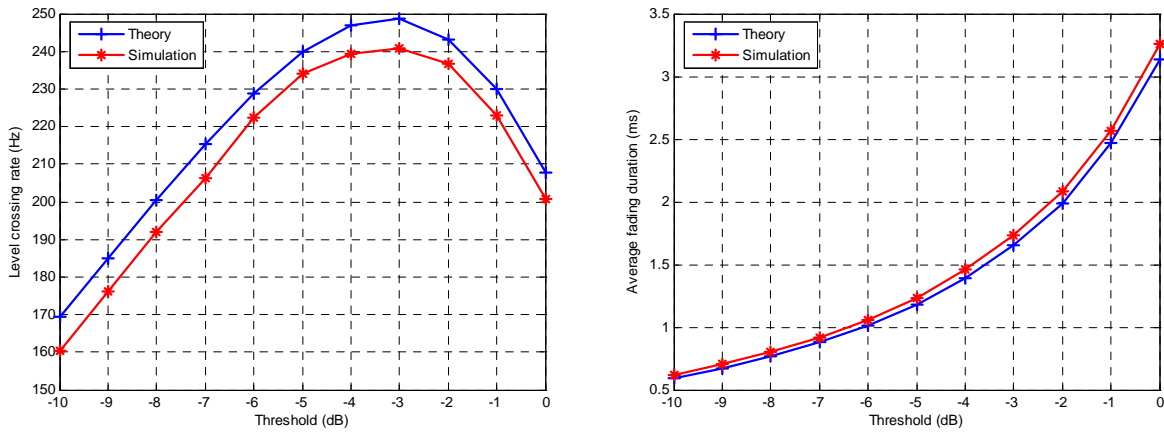 250
240
230
220
210
200
190
180
170
160
150
Level crossing rate (Hz)
Theory
Simulation
-10 -9 -8 -7 -6 -5 -4 -3 -2 -1 0
Threshold (dB)
3.5
3
2.5
2
1.5
1
0.5
Average fading duration (ms)
Theory
Simulation
-10 -9 -8 -7 -6 -5 -4 -3 -2 -1 0
Threshold (dB)